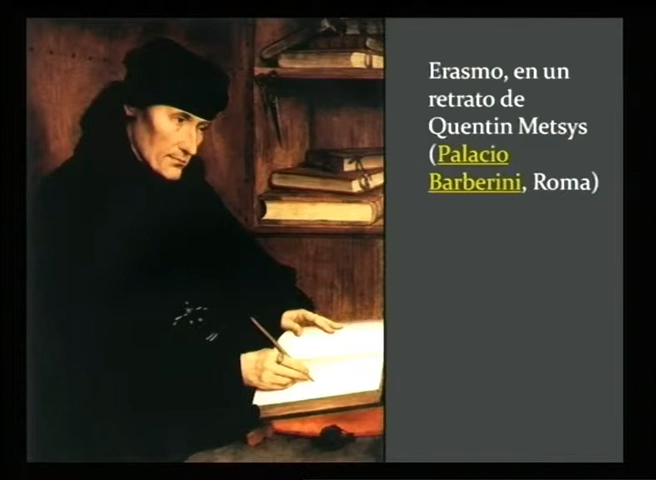 Erasmo, en un
retrato de
Quentin Metsys
(Palacio
Barberini, Roma)